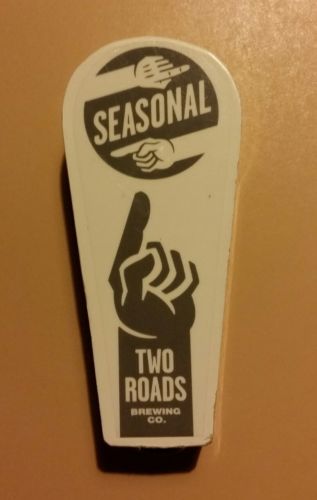 SEASONAL
TWO
ROADS
BREWING
CO.